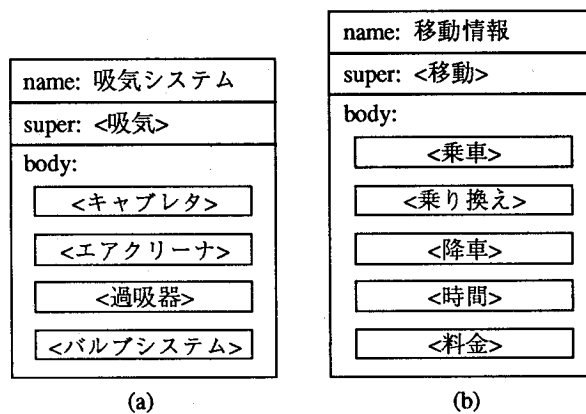 name: 吸気システム
super: <吸気>
body:
<キャブレタ>
<エアクリーナ>
<過吸器>
<バルブシステム>
(a)
name: 移動情報
super: <移動>
body:
<乗車>
<乗り換え>
<降車>
<時間>
<料金>
(b)